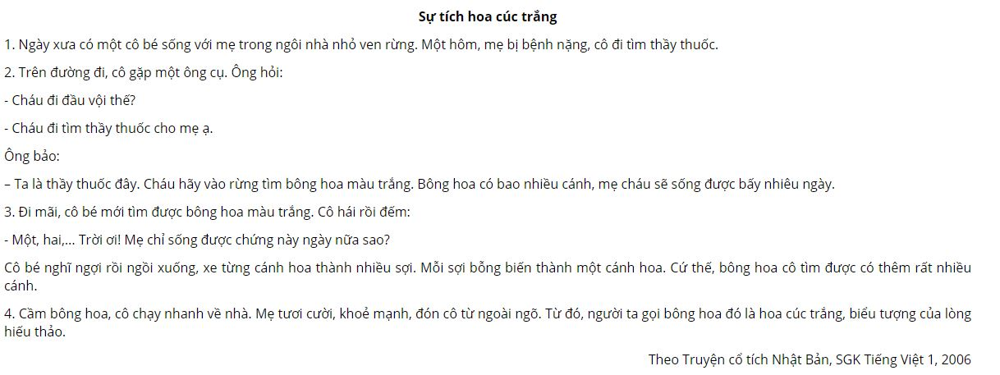 Sự tích hoa cúc trắng
1. Ngày xưa có một cô bé sống với mẹ trong ngôi nhà nhỏ ven rừng. Một hôm, mẹ bị bệnh nặng, cô đi tìm thầy thuốc.
2. Trên đường đi, cô gặp một ông cụ. Ông hỏi:
- Cháu đi đầu vội thế?
- Cháu đi tìm thầy thuốc cho mẹ ạ.
Ông bảo:
– Ta là thầy thuốc đây. Cháu hãy vào rừng tìm bông hoa màu trắng. Bông hoa có bao nhiều cánh, mẹ cháu sẽ sống được bấy nhiêu ngày.
3. Đi mãi, cô bé mới tìm được bông hoa màu trắng. Cô hái rồi đếm:
- Một, hai,... Trời ơi! Mẹ chỉ sống được chứng này ngày nữa sao?
Cô bé nghĩ ngợi rồi ngồi xuống, xe từng cánh hoa thành nhiều sợi. Mỗi sợi bỗng biến thành một cánh hoa. Cứ thế, bông hoa cô tìm được có thêm rất nhiều
cánh.
4. Cầm bông hoa, cô chạy nhanh về nhà. Mẹ tươi cười, khoẻ mạnh, đón cô từ ngoài ngõ. Từ đó, người ta gọi bông hoa đó là hoa cúc trắng, biểu tượng của lòng
hiếu thảo.
Theo Truyện cổ tích Nhật Bản, SGK Tiếng Việt 1, 2006